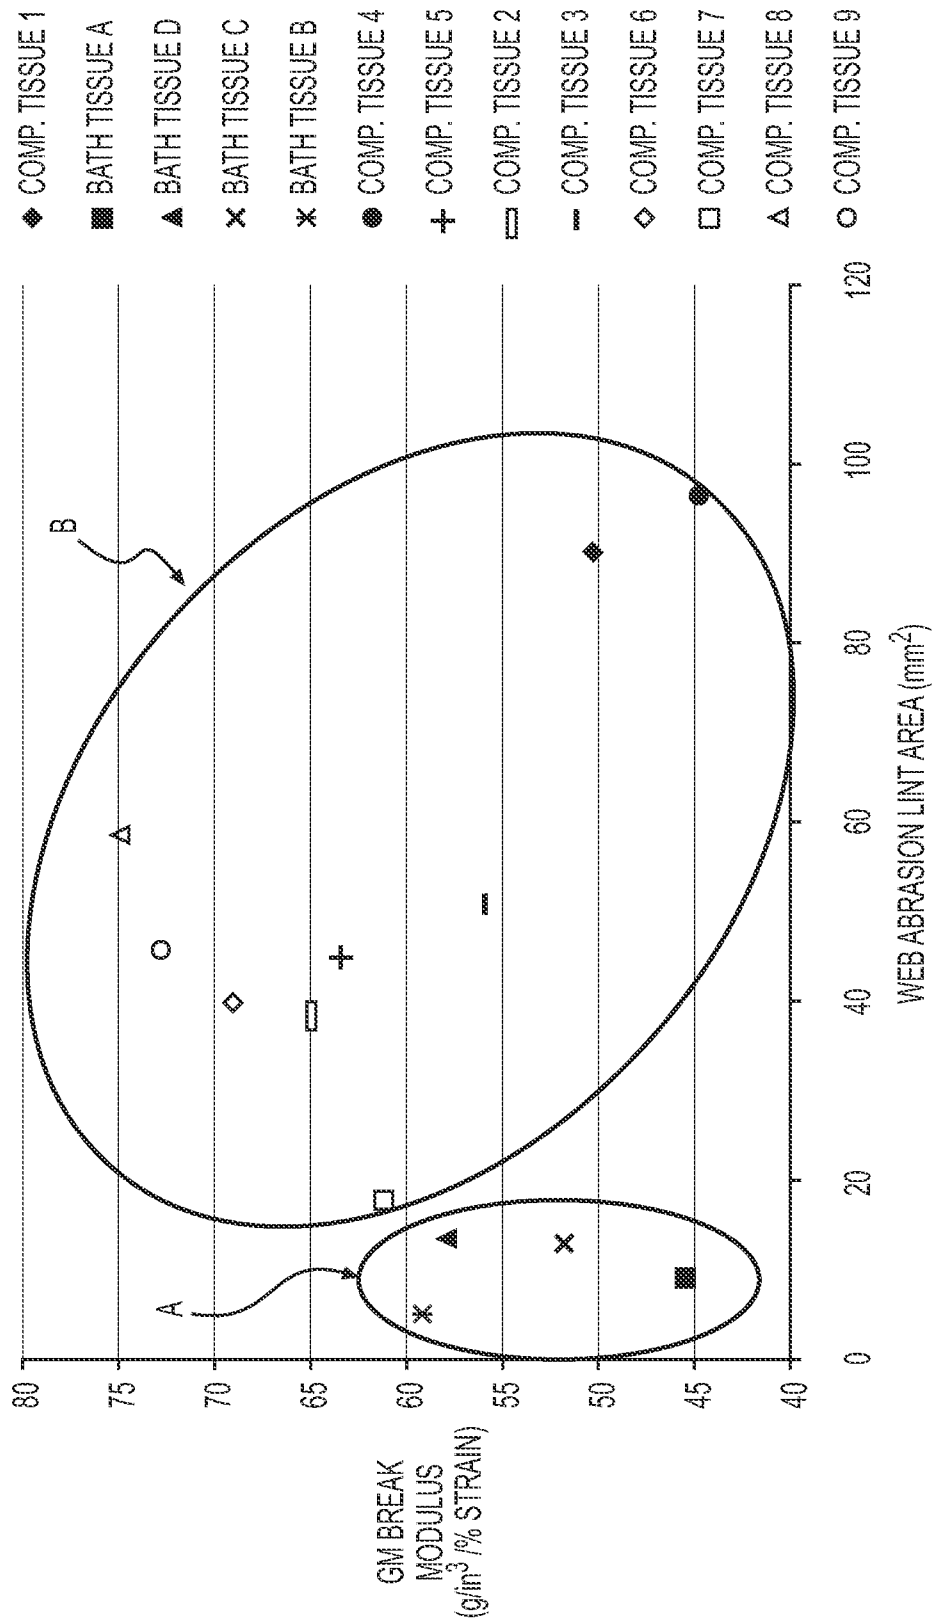 80
75
70
65
60
55
50
45
40
GM BREAK
MODULUS
(g/in³ /% STRAIN)
A
B
0
20
40
60
80
100
120
WEB ABRASION LINT AREA (mm²)
◆ COMP. TISSUE 1
■ BATH TISSUE A
▲ BATH TISSUE D
× BATH TISSUE C
✶ BATH TISSUE B
● COMP. TISSUE 4
+ COMP. TISSUE 5
▭ COMP. TISSUE 2
- COMP. TISSUE 3
◇ COMP. TISSUE 6
□ COMP. TISSUE 7
△ COMP. TISSUE 8
○ COMP. TISSUE 9